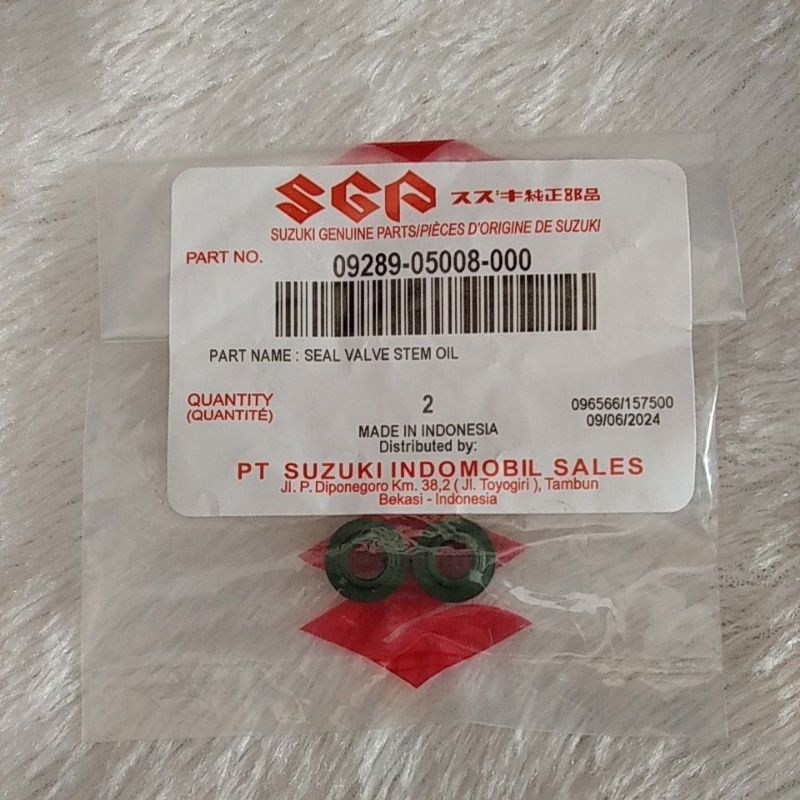 SGP スズキ純正部品
SUZUKI GENUINE PARTS/PIÈCES D'ORIGINE DE SUZUKI
PART NO. 09289-05008-000
PART NAME : SEAL VALVE STEM OIL
QUANTITY 2 096566/157500
(QUANTITÉ) 09/06/2024
MADE IN INDONESIA
Distributed by:
PT SUZUKI INDOMOBIL SALES
Jl. P. Diponegoro Km. 38,2 ( Jl. Toyogiri ), Tambun
Bekasi - Indonesia